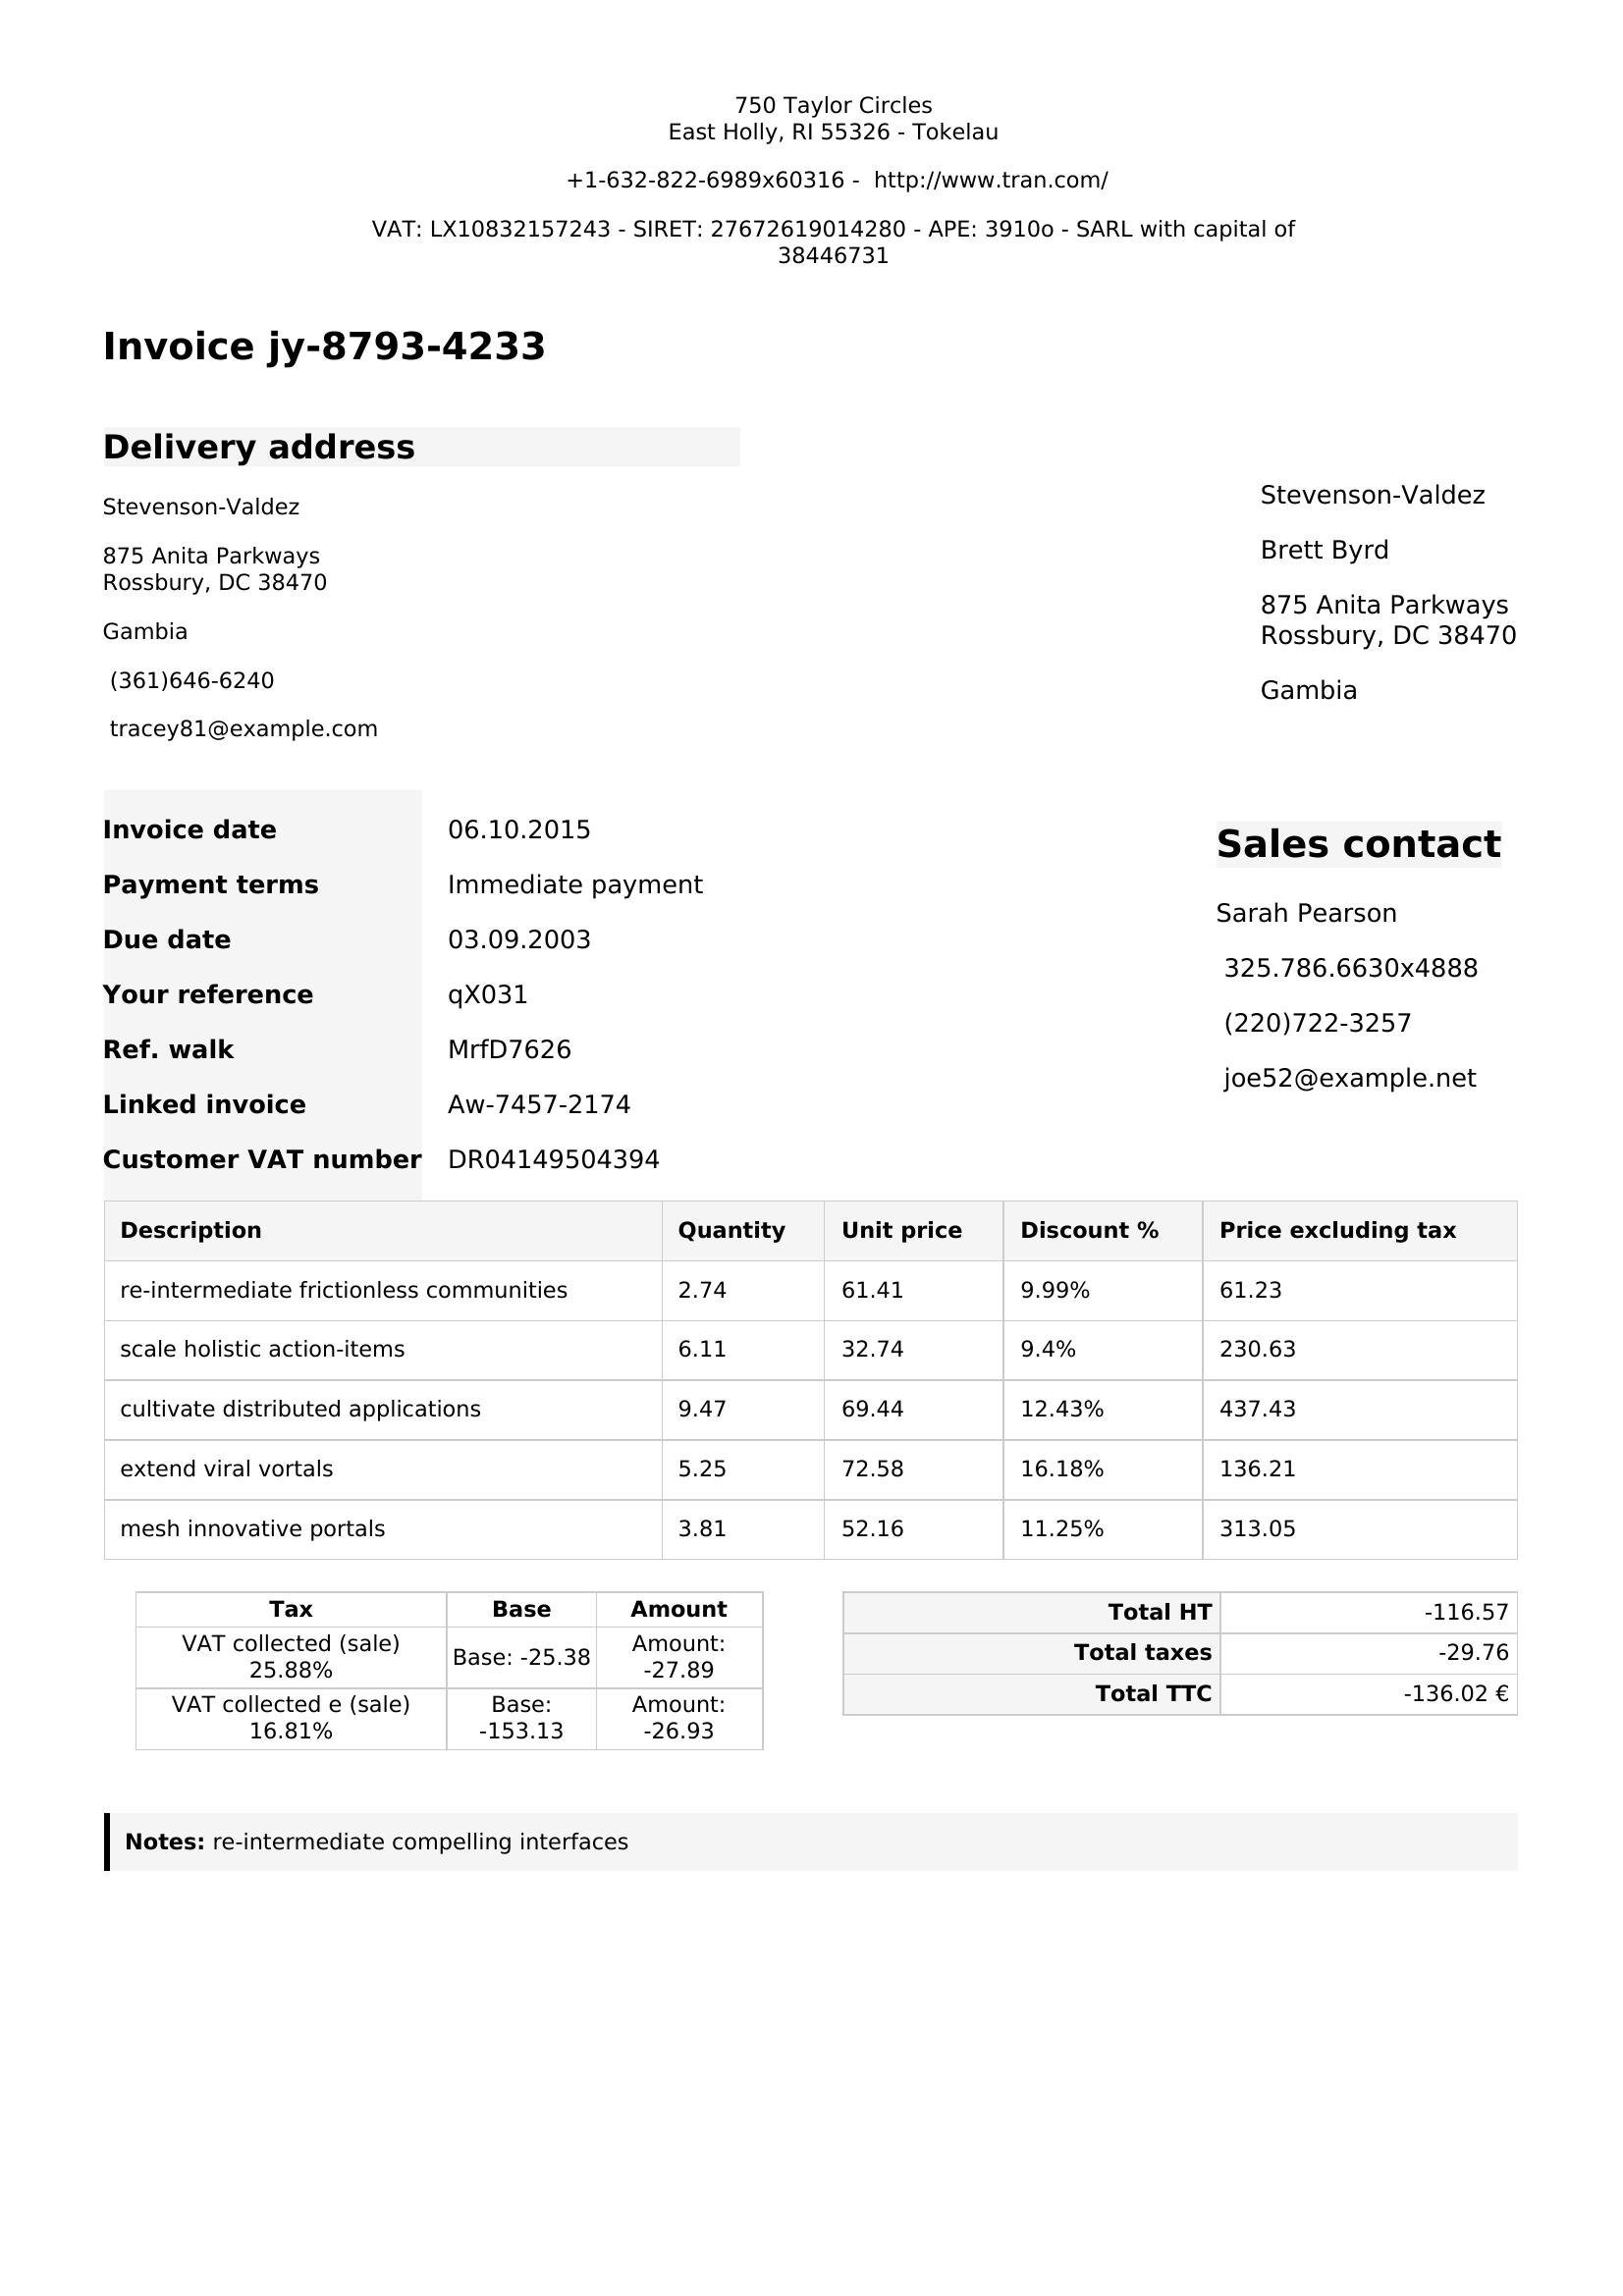 750 Taylor Circles
East Holly, RI 55326 - Tokelau
+1-632-822-6989x60316 -  http://www.tran.com/
VAT: LX10832157243 - SIRET: 27672619014280 - APE: 3910o - SARL with capital of
38446731
Invoice jy-8793-4233
Delivery address
Stevenson-Valdez
875 Anita Parkways
Rossbury, DC 38470
Gambia
(361)646-6240
tracey81@example.com
Stevenson-Valdez
Brett Byrd
875 Anita Parkways
Rossbury, DC 38470
Gambia
Invoice date 06.10.2015
Payment terms Immediate payment
Due date 03.09.2003
Your reference qX031
Ref. walk MrfD7626
Linked invoice Aw-7457-2174
Customer VAT number DR04149504394
Sales contact
Sarah Pearson
325.786.6630x4888
(220)722-3257
joe52@example.net
Description Quantity Unit price Discount % Price excluding tax
re-intermediate frictionless communities 2.74 61.41 9.99% 61.23
scale holistic action-items 6.11 32.74 9.4% 230.63
cultivate distributed applications 9.47 69.44 12.43% 437.43
extend viral vortals 5.25 72.58 16.18% 136.21
mesh innovative portals 3.81 52.16 11.25% 313.05
Tax Base Amount
VAT collected (sale) 25.88% Base: -25.38 Amount: -27.89
VAT collected e (sale) 16.81% Base: -153.13 Amount: -26.93
Total HT -116.57
Total taxes -29.76
Total TTC -136.02 €
Notes: re-intermediate compelling interfaces